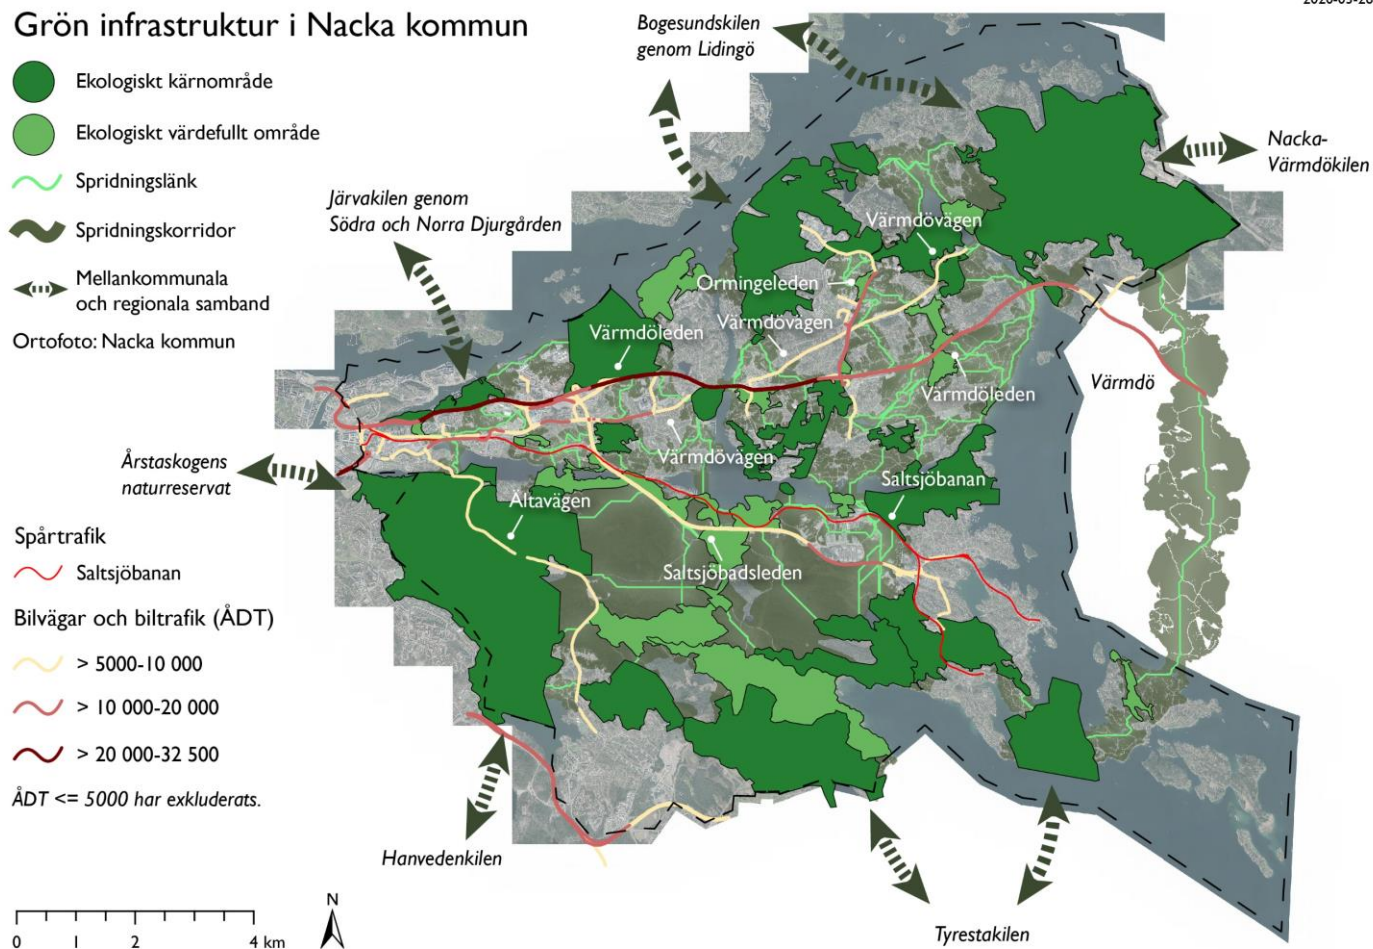 Grön infrastruktur i Nacka kommun
Ekologiskt kärnområde
Ekologiskt värdefullt område
Spridningslänk
Spridningskorridor
Mellankommunala
och regionala samband
Ortofoto: Nacka kommun
Spårtrafik
Saltsjöbanan
Bilvägar och biltrafik (ÅDT)
> 5000-10 000
> 10 000-20 000
> 20 000-32 500
ÅDT <= 5000 har exkluderats.
0 1 2 4 km
N
Bogesundskilen
genom Lidingö
Nacka-
Värmdökilen
Järvakilen genom
Södra och Norra Djurgården
Värmdövägen
Ormingeleden
Värmdövägen
Värmdöleden
Värmdö
Värmdöleden
Värmdövägen
Årstaskogens
naturreservat
Saltsjöbanan
Ältavägen
Saltsjöbadsleden
Hanvedenkilen
Tyrestakilen